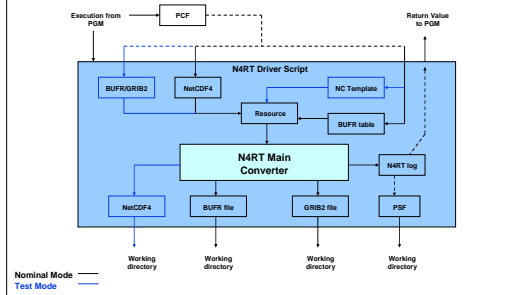 Execution from
PGM
PCF
Return Value
to PGM
N4RT Driver Script
BUFR/GRIB2
NetCDF4
NC Template
Resource
BUFR table
N4RT Main
Converter
N4RT log
NetCDF4
BUFR file
GRIB2 file
PSF
Working
directory
Working
directory
Working
directory
Working
directory
Nominal Mode
Test Mode